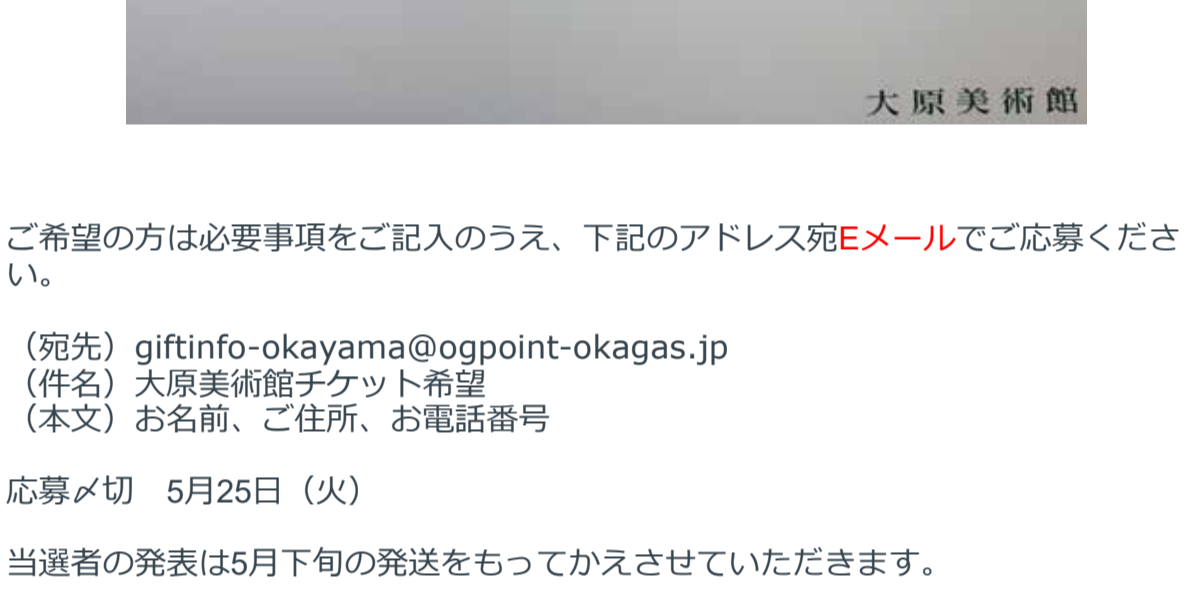 大原美術館
ご希望の方は必要事項をご記入のうえ、下記のアドレス宛Eメールでご応募くださ
い。
（宛先）giftinfo-okayama@ogpoint-okagas.jp
（件名）大原美術館チケット希望
（本文）お名前、ご住所、お電話番号
応募〆切　5月25日（火）
当選者の発表は5月下旬の発送をもってかえさせていただきます。